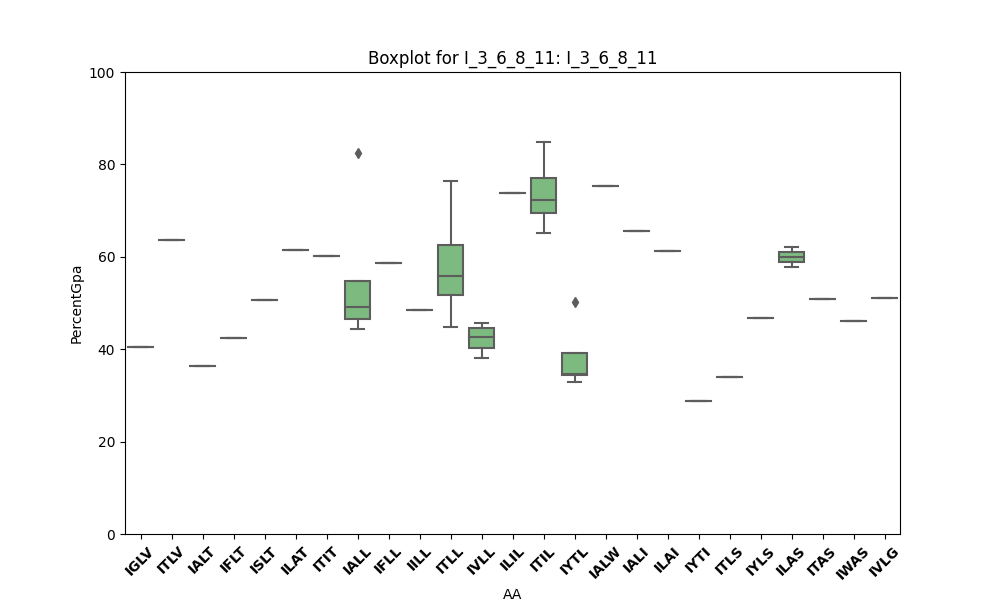 Boxplot for I_3_6_8_11: I_3_6_8_11
100
80
60
40
20
0
PercentGpa
IGLV ITLV IALT IFLT ISLT ILAT ITIT IALL IFLL IILL ITLL IVLL ILIL ITIL IYTL IALW IALI ILAI IYTI ITLS IYLS ILAS ITAS IWAS IVLG
AA